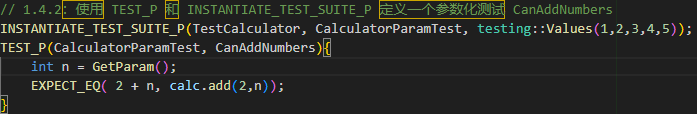 // 1.4.2：使用 TEST_P 和 INSTANTIATE_TEST_SUITE_P 定义一个参数化测试 CanAddNumbers
INSTANTIATE_TEST_SUITE_P(TestCalculator, CalculatorParamTest, testing::Values(1,2,3,4,5));
TEST_P(CalculatorParamTest, CanAddNumbers){
    int n = GetParam();
    EXPECT_EQ( 2 + n, calc.add(2,n));
}